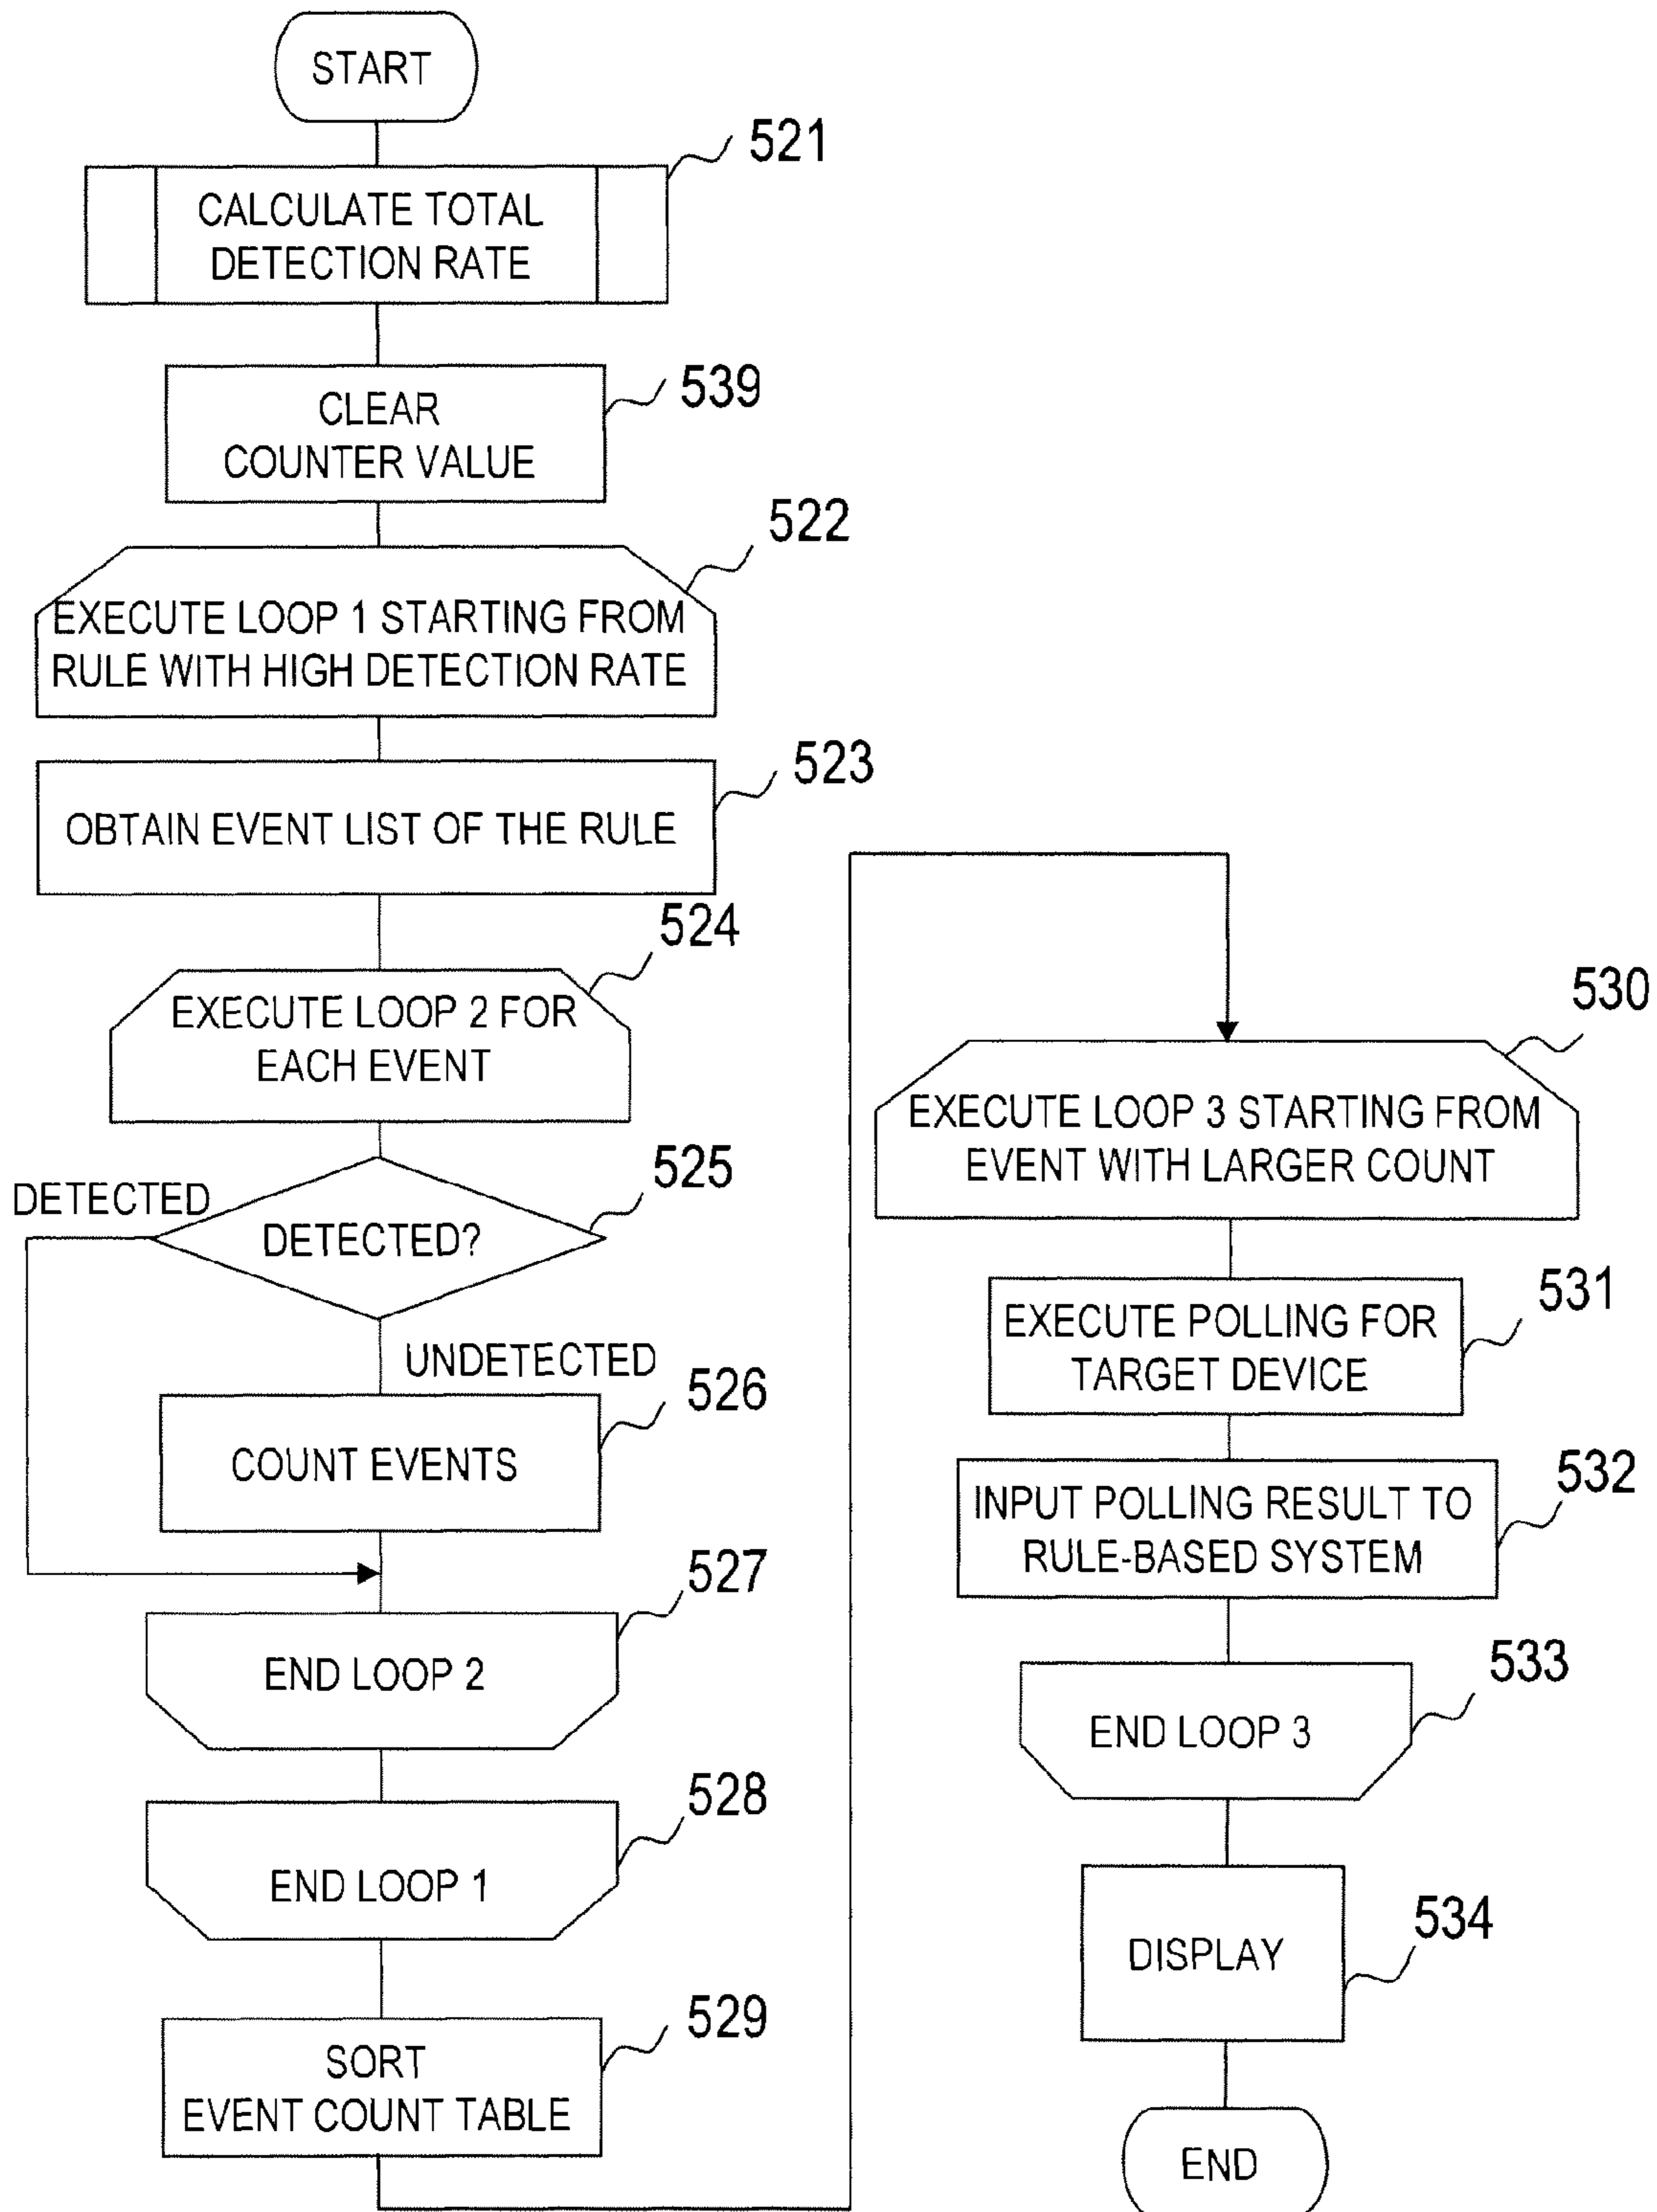 START
521
CALCULATE TOTAL
DETECTION RATE
539
CLEAR
COUNTER VALUE
522
EXECUTE LOOP 1 STARTING FROM
RULE WITH HIGH DETECTION RATE
523
OBTAIN EVENT LIST OF THE RULE
524
EXECUTE LOOP 2 FOR
EACH EVENT
525
DETECTED
DETECTED?
UNDETECTED
526
COUNT EVENTS
527
END LOOP 2
528
END LOOP 1
529
SORT
EVENT COUNT TABLE
530
EXECUTE LOOP 3 STARTING FROM
EVENT WITH LARGER COUNT
531
EXECUTE POLLING FOR
TARGET DEVICE
532
INPUT POLLING RESULT TO
RULE-BASED SYSTEM
533
END LOOP 3
534
DISPLAY
END